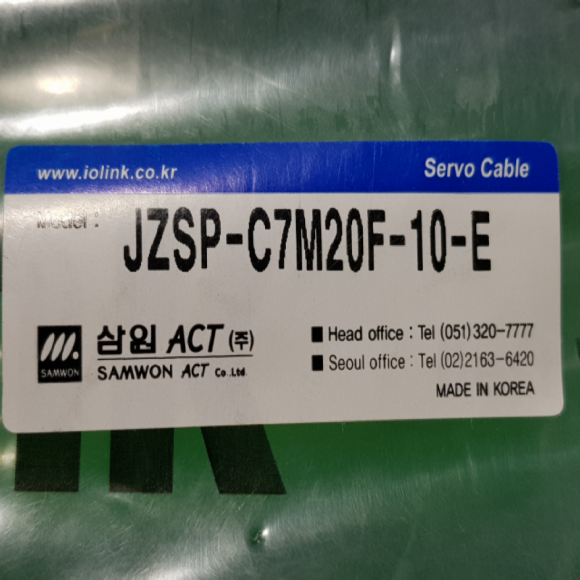 www.iolink.co.kr
Servo Cable
Model :
JZSP-C7M20F-10-E
SAMWON
삼원 ACT (주)
SAMWON ACT Co.,Ltd.
■ Head office : Tel (051)320-7777
■ Seoul office : Tel (02)2163-6420
MADE IN KOREA